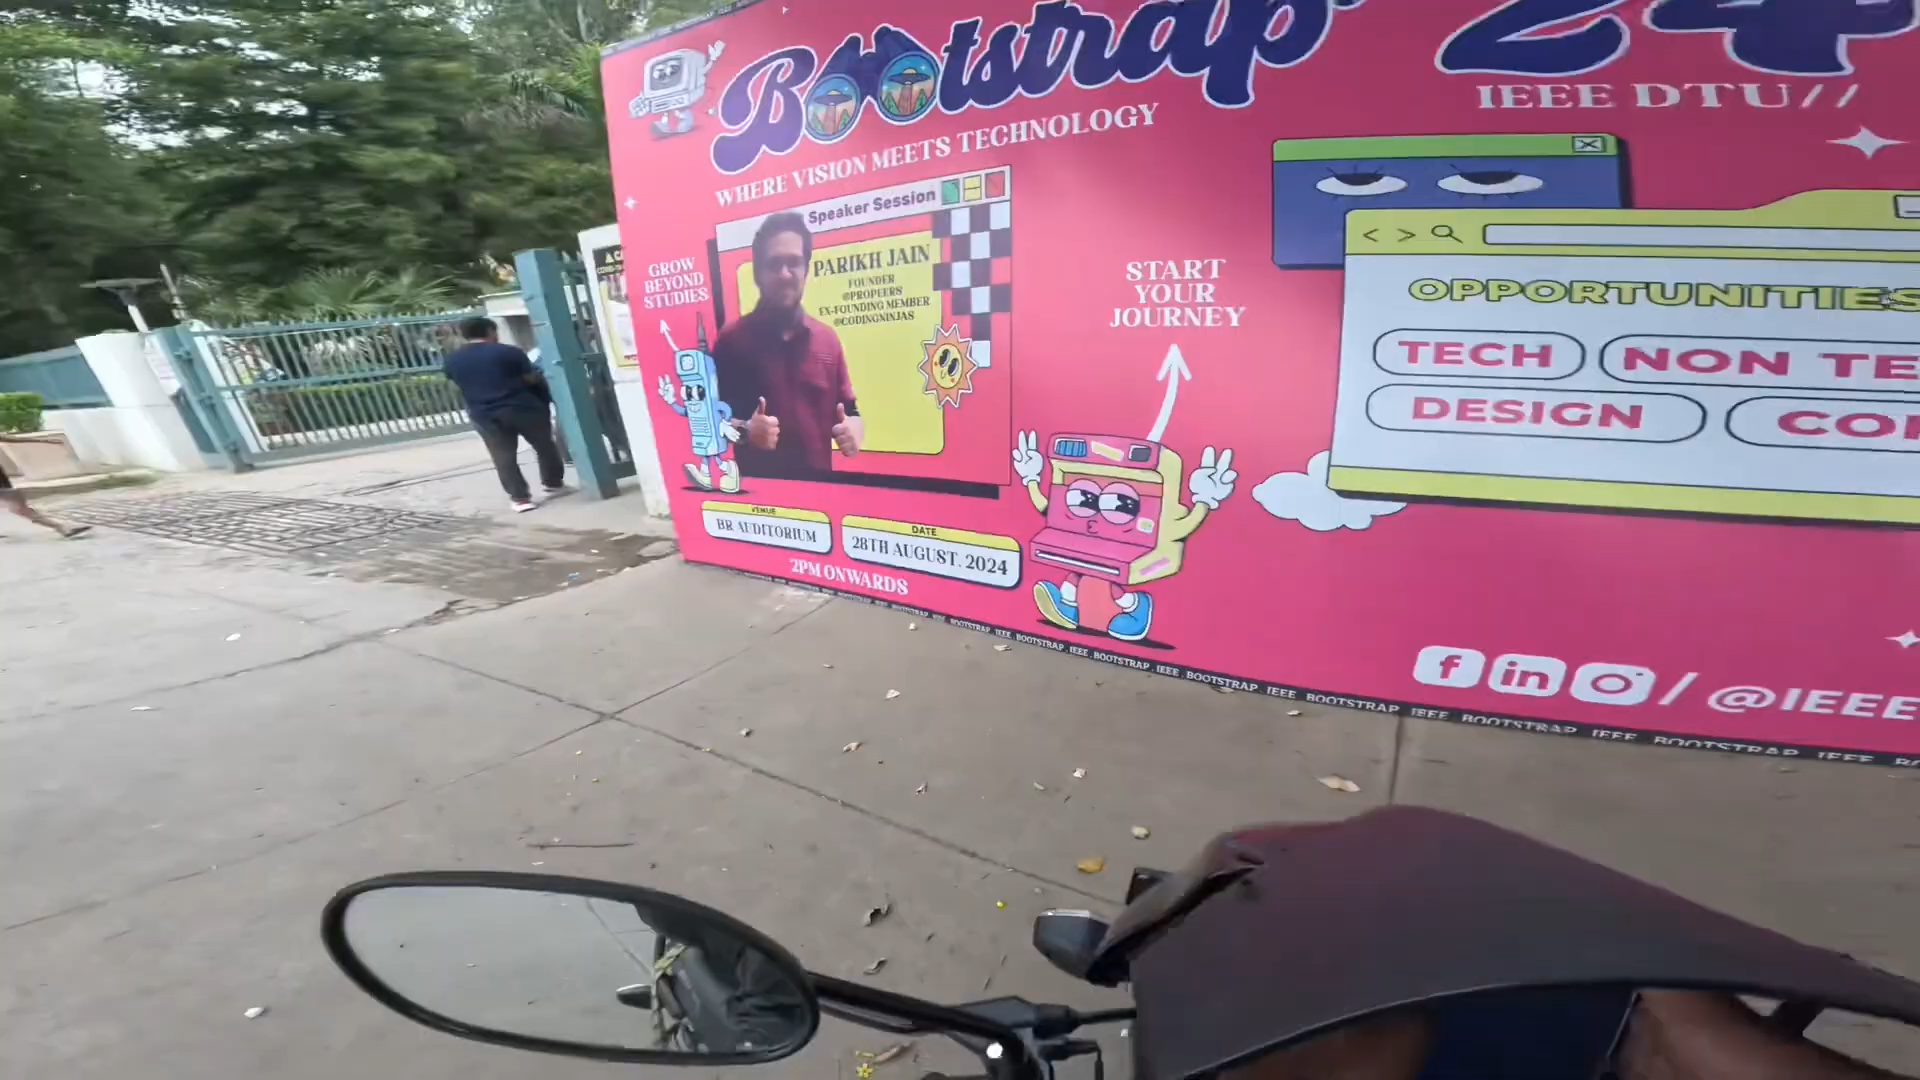 Bootstrap '24
IEEE DTU//
WHERE VISION MEETS TECHNOLOGY
Speaker Session
PARIKH JAIN
FOUNDER
@PROPEERS
EX-FOUNDING MEMBER
@CODINGNINJAS
GROW
BEYOND
STUDIES
VENUE
BR AUDITORIUM
DATE
28TH AUGUST, 2024
2PM ONWARDS
START
YOUR
JOURNEY
< >
OPPORTUNITIES
TECH
NON TE
DESIGN
CO
f in / @IEEE
IEEE . BOOTSTRAP . IEEE . BOOTSTRAP . IEEE . BOOTSTRAP . IEEE BOOTSTRAP IEEE BOOTSTRAP IEEE BOOTSTRAP IEEE